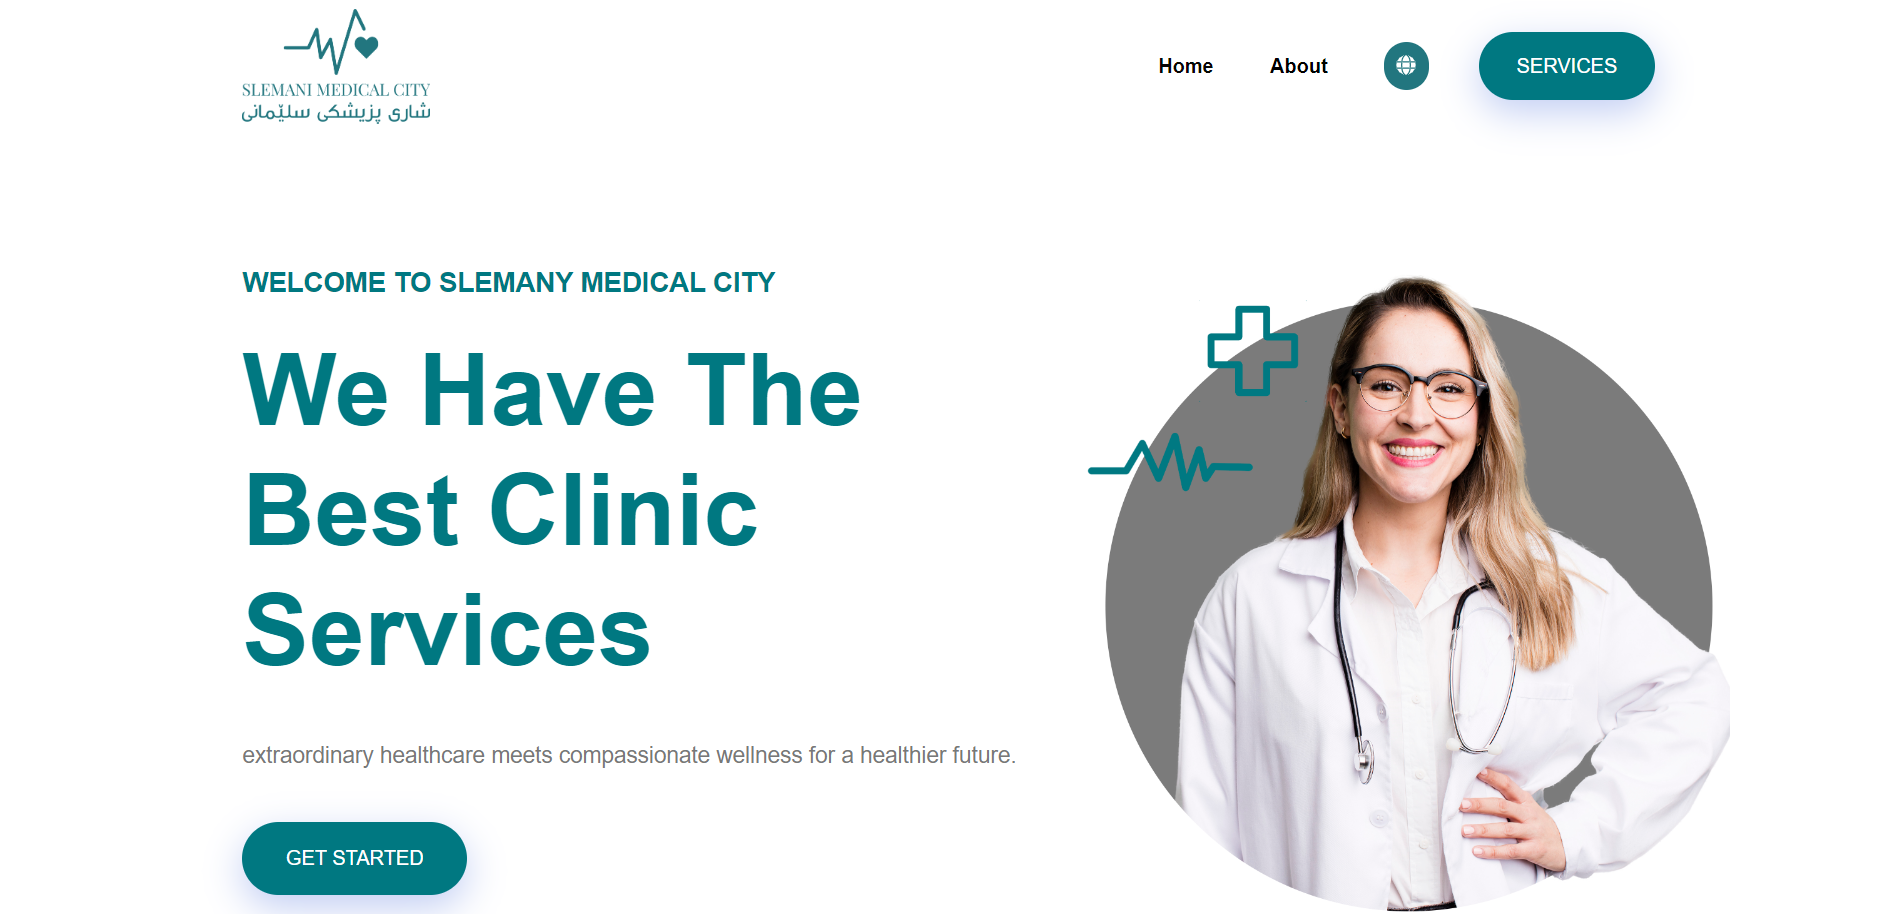 SLEMANI MEDICAL CITY
شاری پزیشکی سلێمانی
Home
About
SERVICES
WELCOME TO SLEMANY MEDICAL CITY
We Have The
Best Clinic
Services
extraordinary healthcare meets compassionate wellness for a healthier future.
GET STARTED